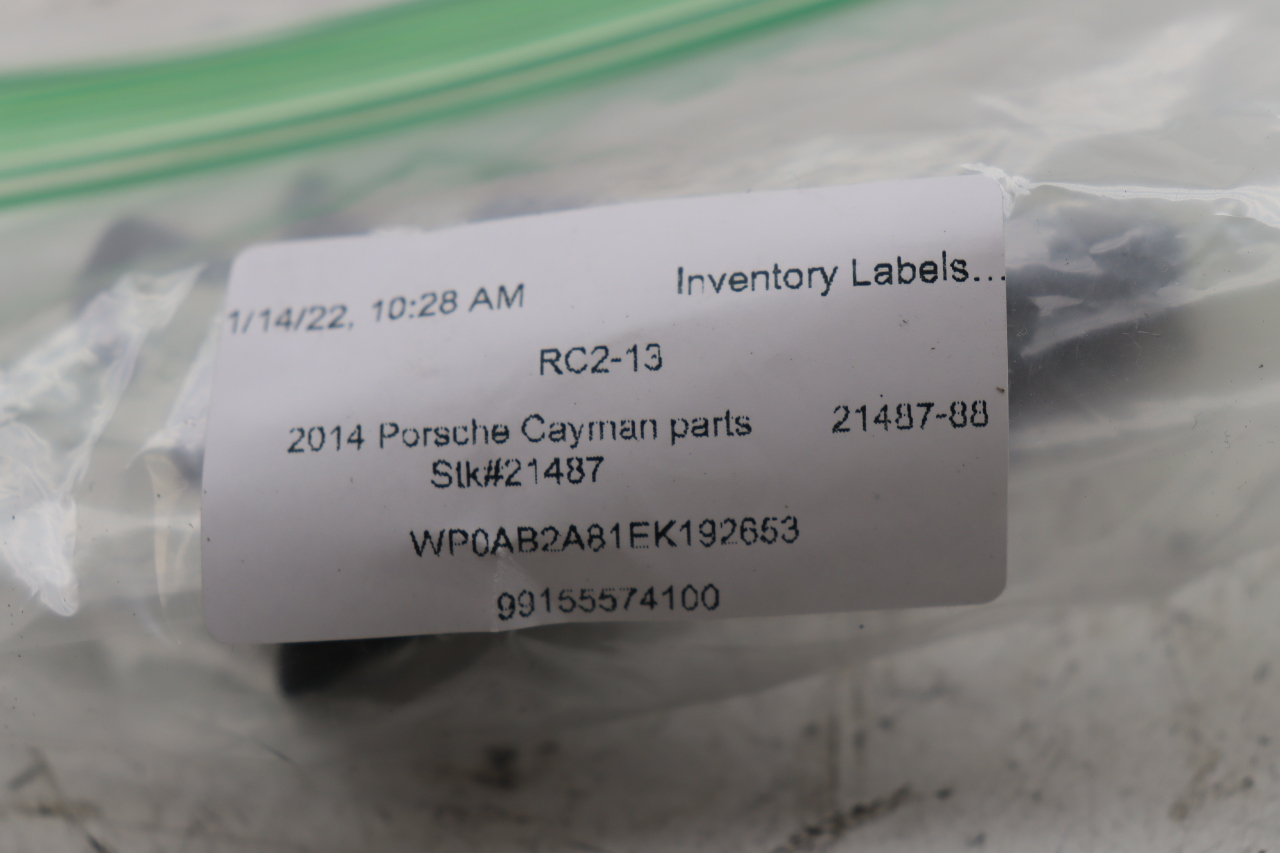 1/14/22, 10:28 AM Inventory Labels...
RC2-13
2014 Porsche Cayman parts 21487-88
Stk#21487
WP0AB2A81EK192653
99155574100